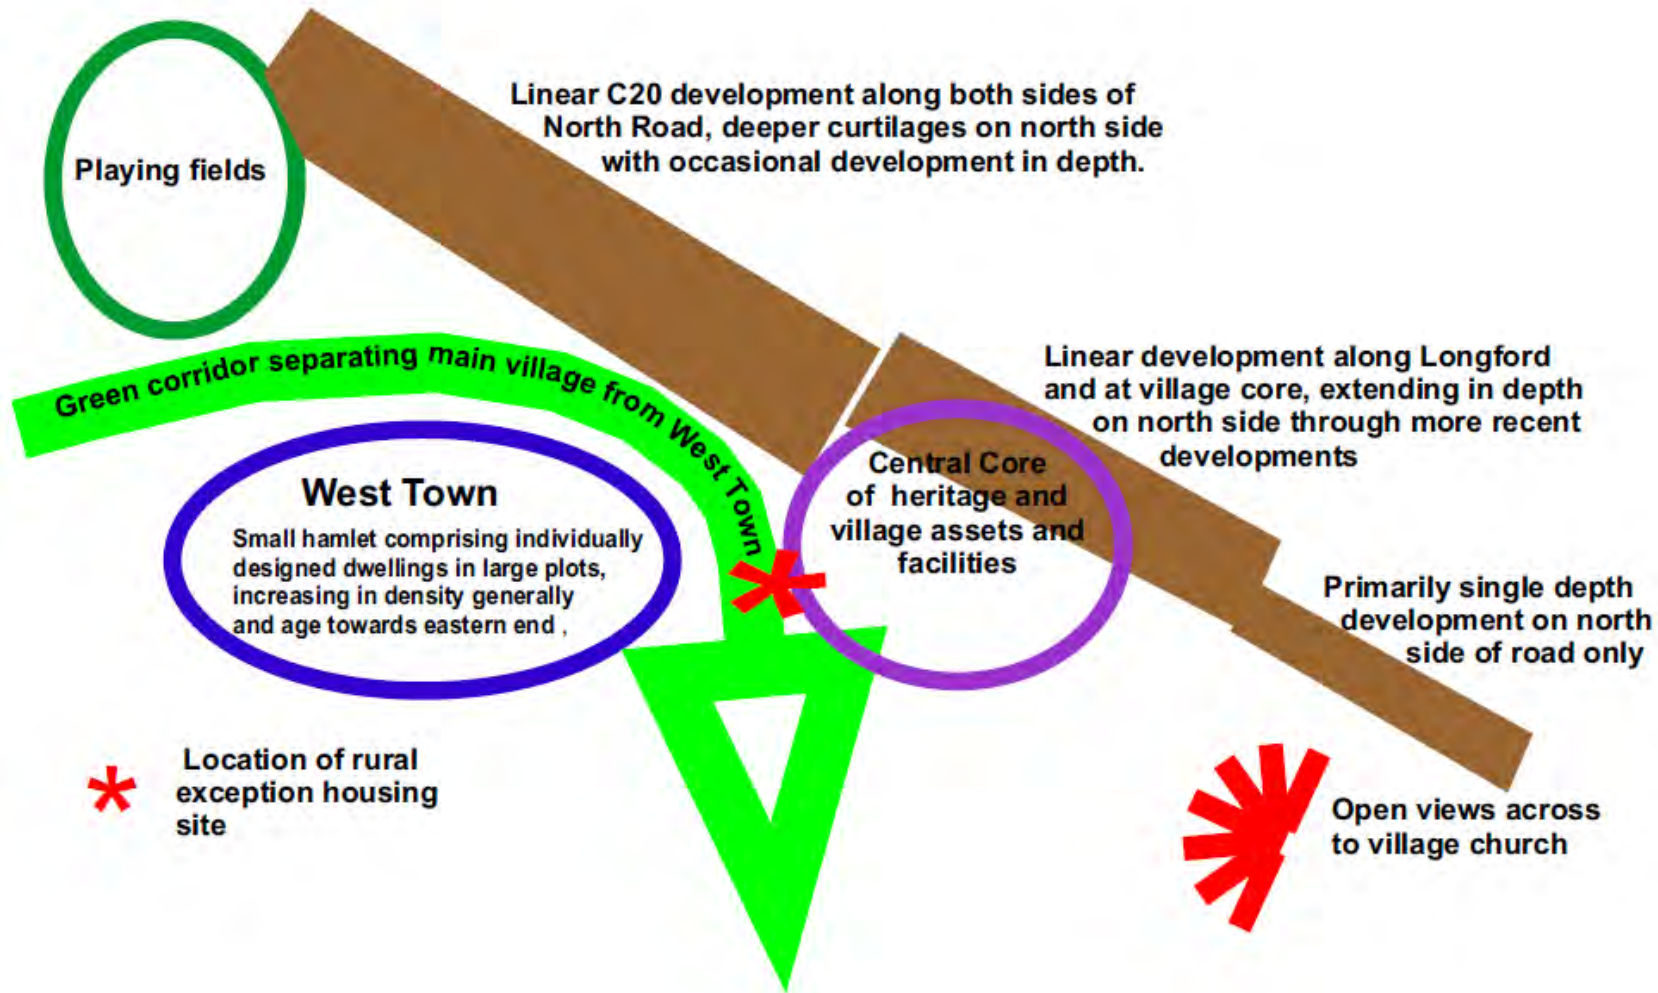 Linear C20 development along both sides of
North Road, deeper curtilages on north side
with occasional development in depth.
Playing fields
Green corridor separating main village from West Town
Linear development along Longford
and at village core, extending in depth
on north side through more recent
developments
Central Core
of heritage and
village assets and
facilities
West Town
Small hamlet comprising individually
designed dwellings in large plots,
increasing in density generally
and age towards eastern end ,
Primarily single depth
development on north
side of road only
Location of rural
exception housing
site
Open views across
to village church